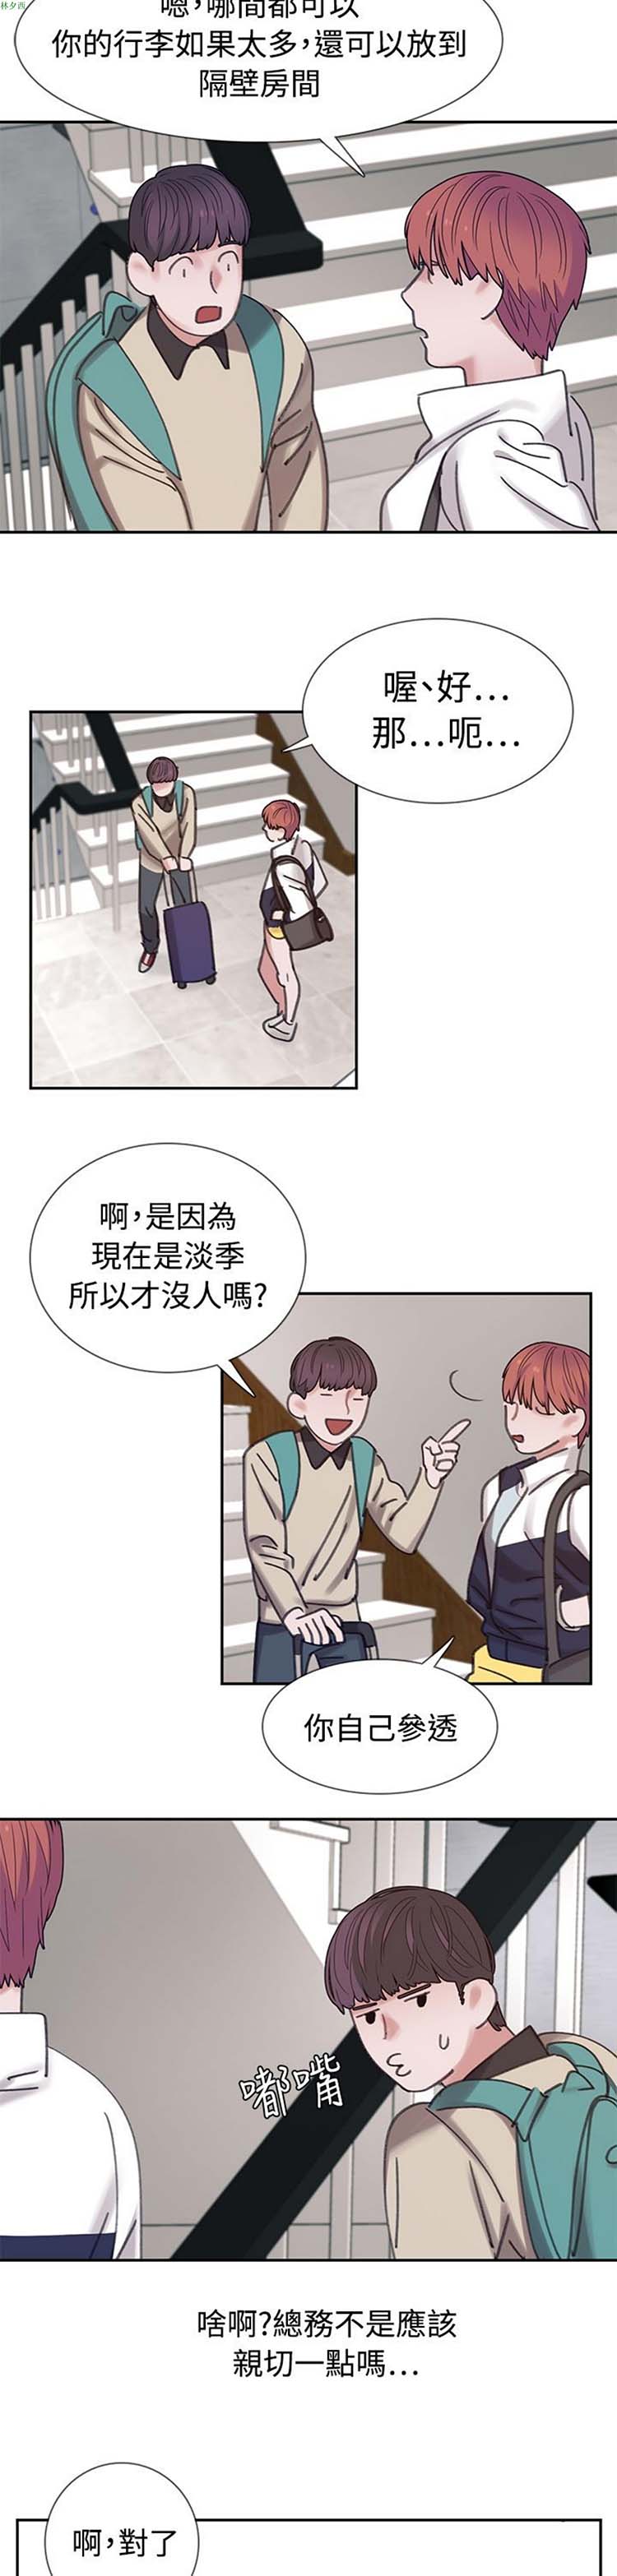 林夕西
嗯,哪間都可以
你的行李如果太多,還可以放到
隔壁房間
喔、好...
那...呃...
啊,是因為
現在是淡季
所以才沒人嗎?
你自己參透
嘟嘴
啥啊?總務不是應該
親切一點嗎...
啊,對了